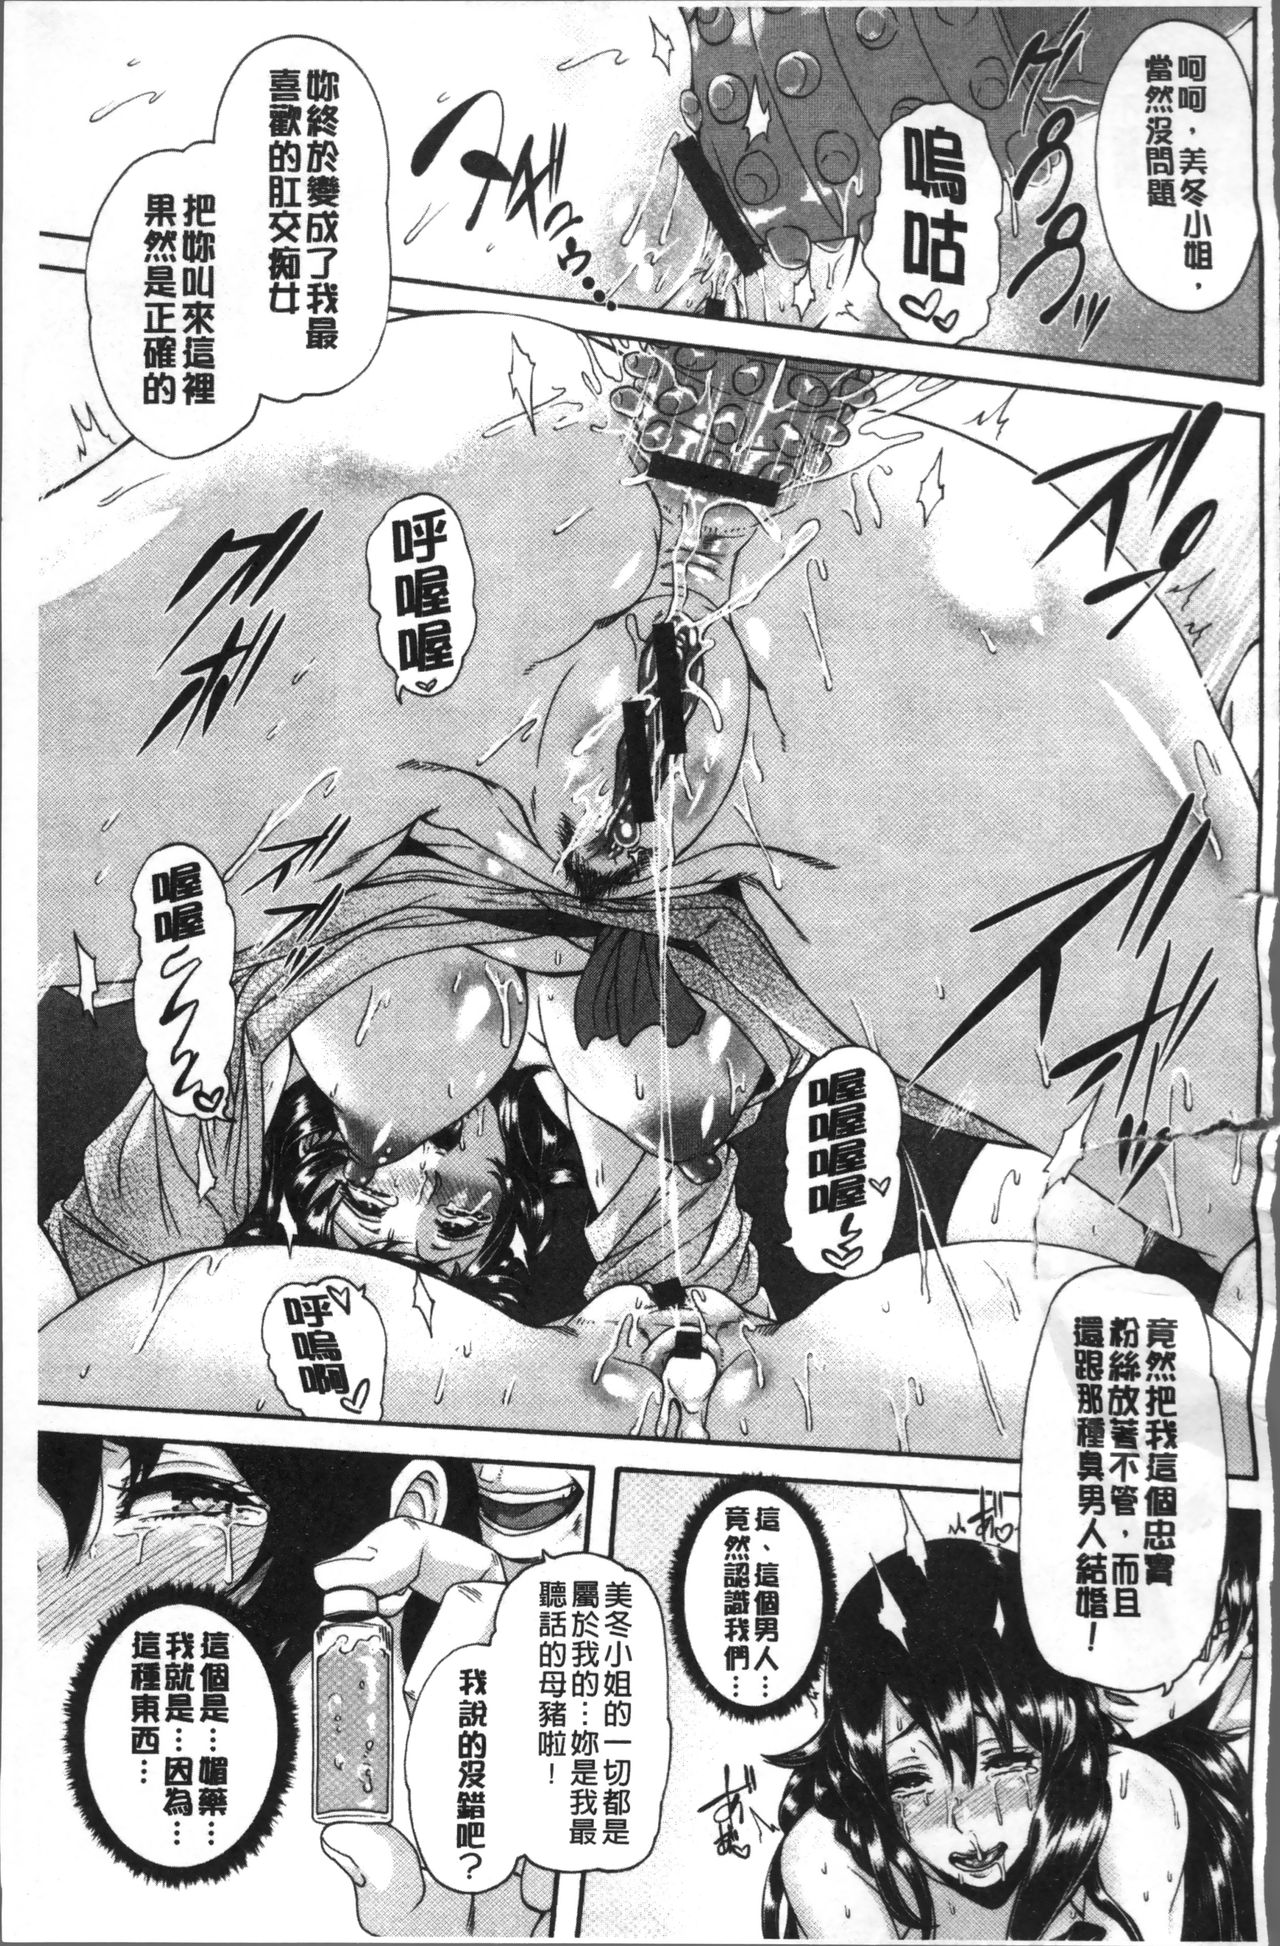 呵呵，美冬小姐，
當然沒問題
嗚咕
妳終於變成了我最
喜歡的肛交痴女
把妳叫來這裡
果然是正確的
呼喔喔
喔喔
喔喔喔喔
呼嗚啊
竟然把我這個忠實
粉絲放著不管，而且
還跟那種臭男人結婚！
這、這個男人…
竟然認識我們…
美冬小姐的一切都是
屬於我的…妳是我最
聽話的母豬啦！
我說的沒錯吧？
這個是…媚藥…
我就是…因為…
這種東西…